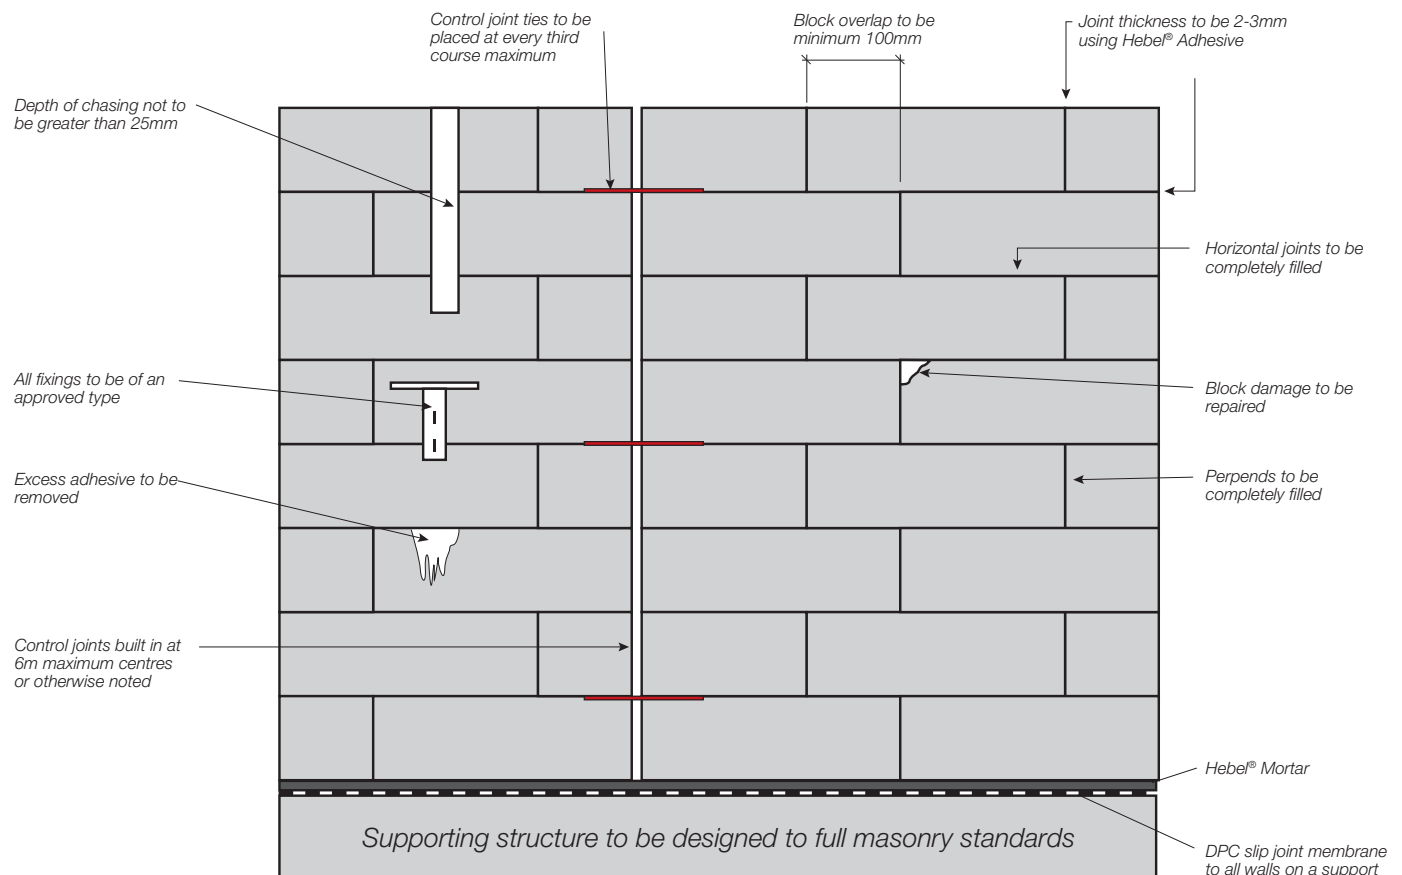 Control joint ties to be
placed at every third
course maximum
Block overlap to be
minimum 100mm
Joint thickness to be 2-3mm
using Hebel® Adhesive
Depth of chasing not to
be greater than 25mm
Horizontal joints to be
completely filled
All fixings to be of an
approved type
Block damage to be
repaired
Excess adhesive to be
removed
Perpends to be
completely filled
Control joints built in at
6m maximum centres
or otherwise noted
Hebel® Mortar
Supporting structure to be designed to full masonry standards
DPC slip joint membrane
to all walls on a support